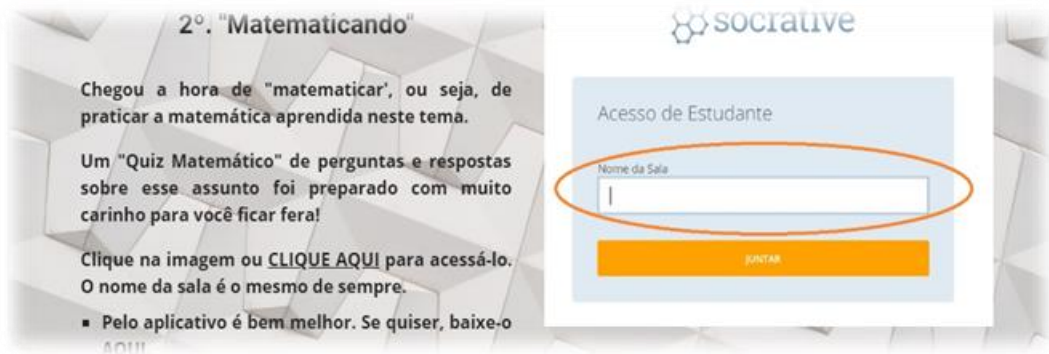 2º. "Matematicando"
Chegou a hora de "matematicar', ou seja, de
praticar a matemática aprendida neste tema.
Um "Quiz Matemático" de perguntas e respostas
sobre esse assunto foi preparado com muito
carinho para você ficar fera!
Clique na imagem ou CLIQUE AQUI para acessá-lo.
O nome da sala é o mesmo de sempre.
▪ Pelo aplicativo é bem melhor. Se quiser, baixe-o
AQUI
socrative
Acesso de Estudante
Nome da Sala
JUNTAR